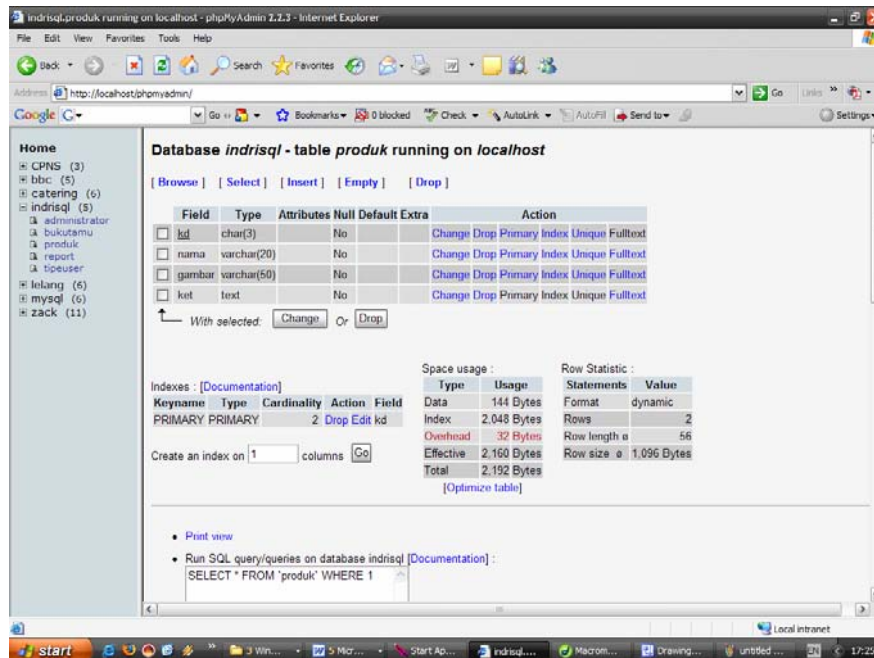 indrisql.produk running on localhost - phpMyAdmin 2.2.3 - Internet Explorer
File Edit View Favorites Tools Help
Back Search Favorites
Address http://localhost/phpmyadmin/ Go Links »
Google G Go Bookmarks 0 blocked Check AutoLink AutoFill Send to Settings
Home
CPNS (3)
bbc (5)
catering (6)
indrisql (5)
administrator
bukutamu
produk
report
tipeuser
lelang (6)
mysql (6)
zack (11)
Database indrisql - table produk running on localhost
[ Browse ] [ Select ] [ Insert ] [ Empty ] [ Drop ]
Field Type Attributes Null Default Extra Action
kd char(3) No Change Drop Primary Index Unique Fulltext
nama varchar(20) No Change Drop Primary Index Unique Fulltext
gambar varchar(50) No Change Drop Primary Index Unique Fulltext
ket text No Change Drop Primary Index Unique Fulltext
With selected: Change Or Drop
Indexes : [Documentation]
Keyname Type Cardinality Action Field
PRIMARY PRIMARY 2 Drop Edit kd
Create an index on 1 columns Go
Space usage :
Type Usage
Data 144 Bytes
Index 2,048 Bytes
Overhead 32 Bytes
Effective 2,160 Bytes
Total 2,192 Bytes
[Optimize table]
Row Statistic :
Statements Value
Format dynamic
Rows 2
Row length ø 56
Row size ø 1,096 Bytes
• Print view
• Run SQL query/queries on database indrisql [Documentation] :
SELECT * FROM `produk` WHERE 1
Local intranet
start » 3 Win... 5 Micr... Start Ap... indrisql.... Macrom... Drawing... untitled ... EN 17:25